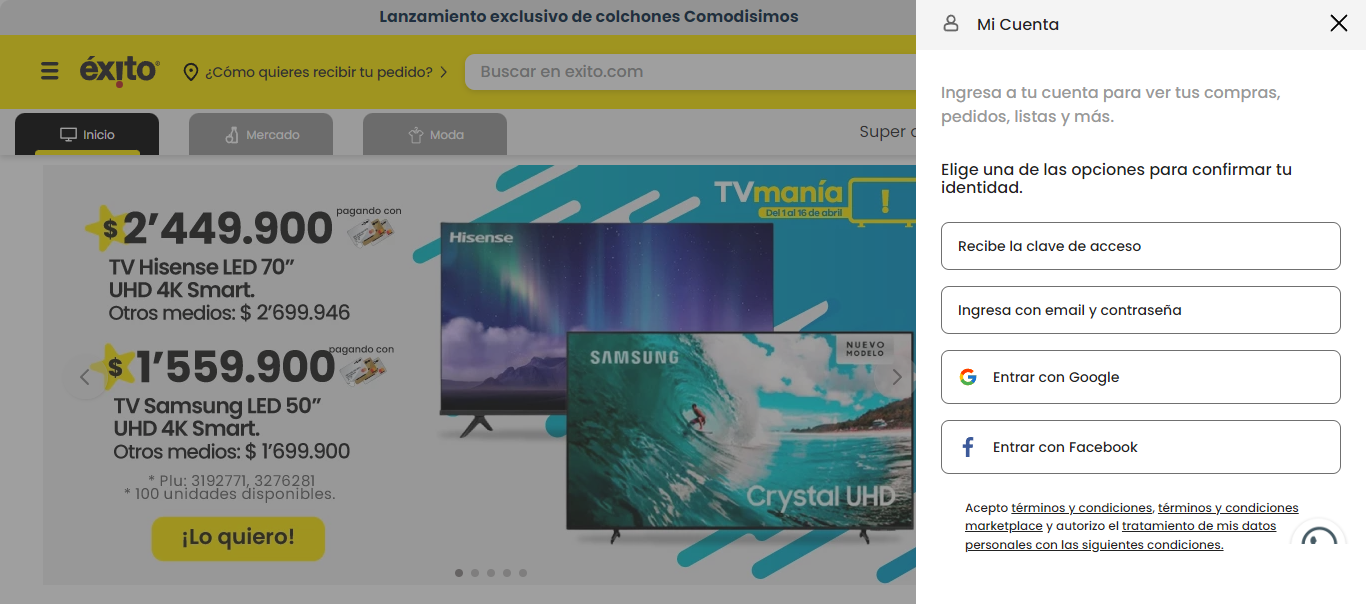 Lanzamiento exclusivo de colchones Comodisimos
Mi Cuenta
éxito
¿Cómo quieres recibir tu pedido?
Buscar en exito.com
Inicio
Mercado
Moda
Super
Ingresa a tu cuenta para ver tus compras,
pedidos, listas y más.
Elige una de las opciones para confirmar tu
identidad.
Recibe la clave de acceso
Ingresa con email y contraseña
Entrar con Google
Entrar con Facebook
Acepto términos y condiciones, términos y condiciones
marketplace y autorizo el tratamiento de mis datos
personales con las siguientes condiciones.
TVmanía
Del 1 al 16 de abril
!
pagando con
$2’449.900
TV Hisense LED 70”
UHD 4K Smart.
Otros medios: $ 2’699.946
pagando con
$1’559.900
TV Samsung LED 50”
UHD 4K Smart.
Otros medios: $ 1’699.900
* Plu: 3192771, 3276281
* 100 unidades disponibles.
¡Lo quiero!
Hisense
SAMSUNG
NUEVO
MODELO
Crystal UHD